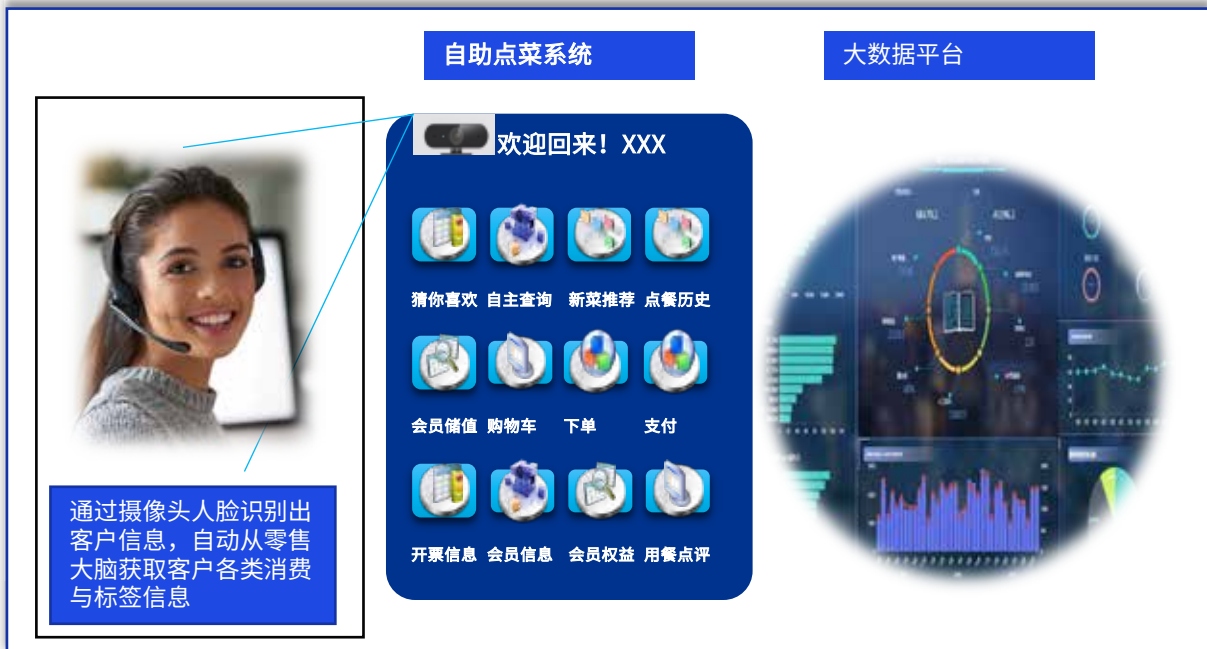 自助点菜系统
大数据平台
欢迎回来！XXX
猜你喜欢 自主查询 新菜推荐 点餐历史
会员储值 购物车 下单 支付
开票信息 会员信息 会员权益 用餐点评
通过摄像头人脸识别出
客户信息，自动从零售
大脑获取客户各类消费
与标签信息